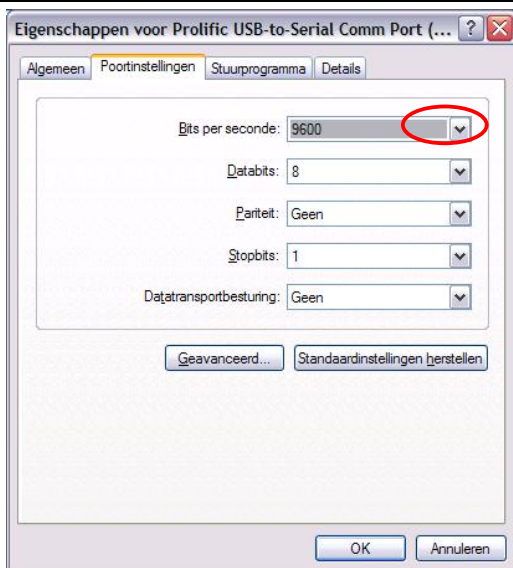 Eigenschappen voor Prolific USB-to-Serial Comm Port (...
Algemeen Poortinstellingen Stuurprogramma Details
Bits per seconde: 9600
Databits: 8
Pariteit: Geen
Stopbits: 1
Datatransportbesturing: Geen
Geavanceerd... Standaardinstellingen herstellen
OK Annuleren